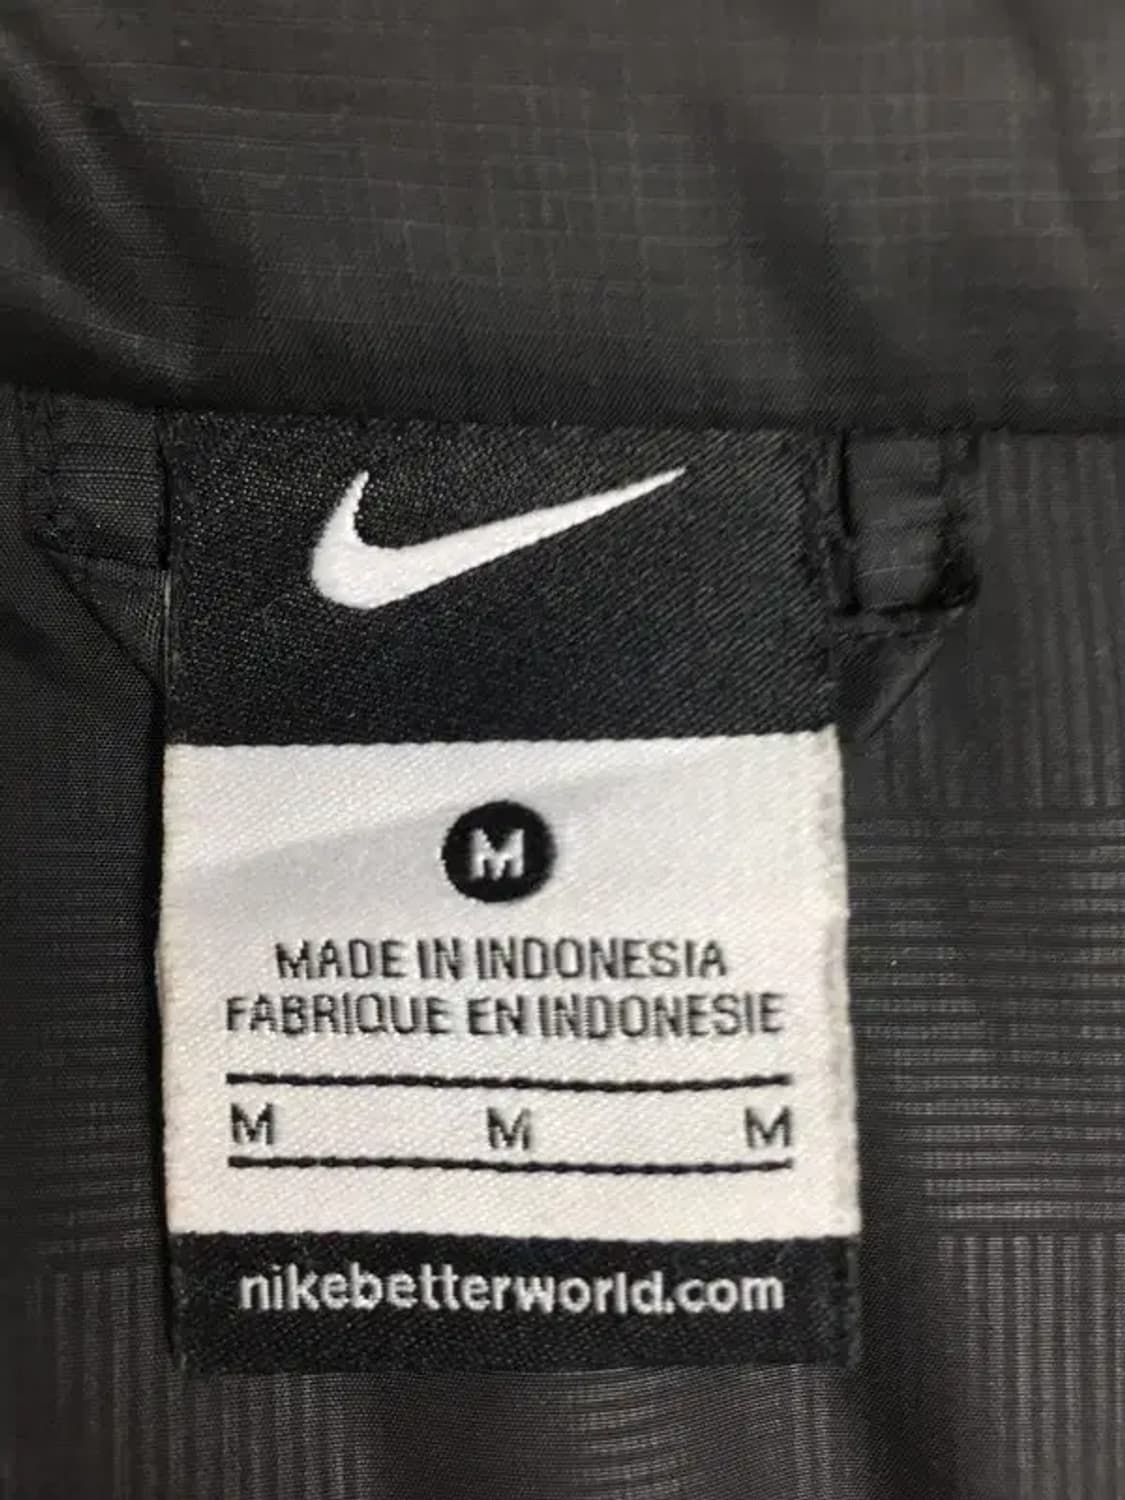 M
MADE IN INDONESIA
FABRIQUE EN INDONESIE
M M M
nikebetterworld.com